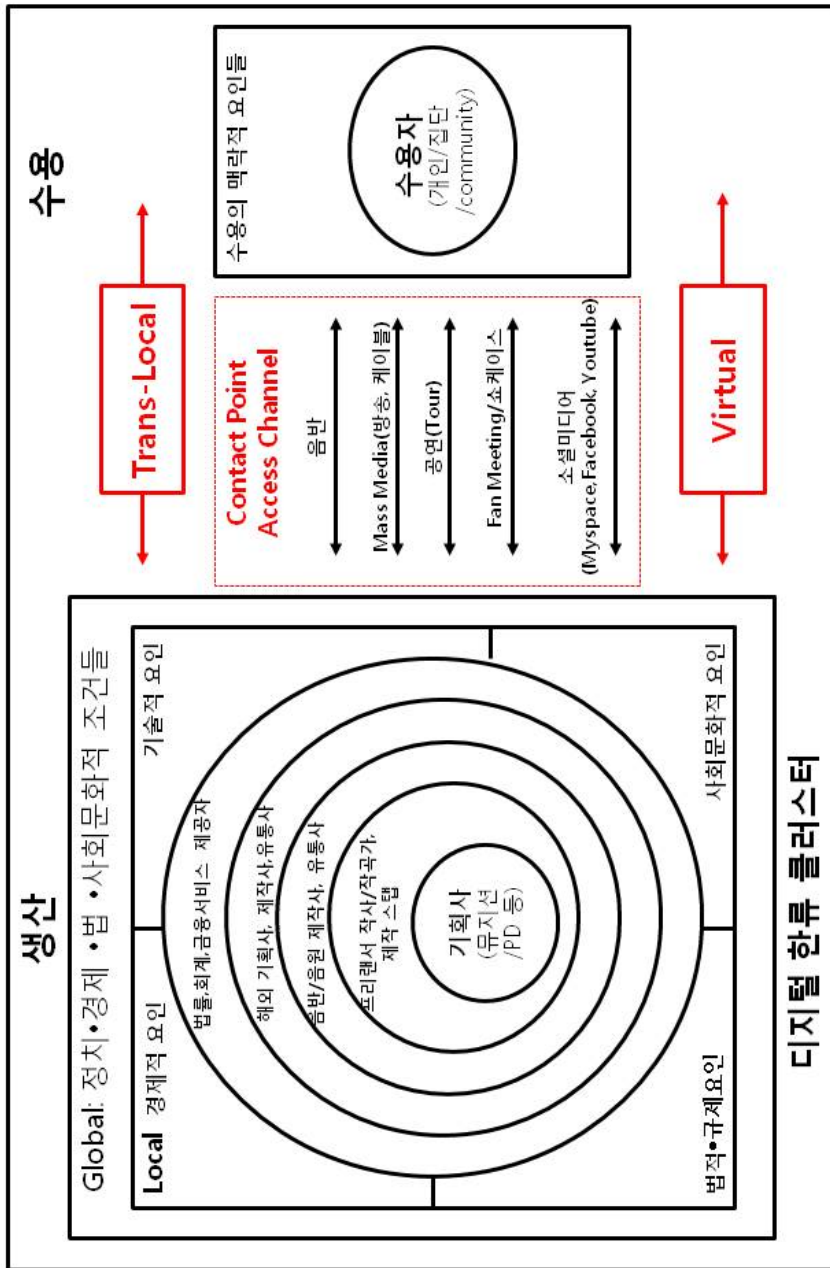 생산
수용
Global: 정치•경제 •법 •사회문화적 조건들
Local 경제적 요인
기술적 요인
법률,회계,금융서비스 제공자
해외 기획사, 제작사,유통사
음반/음원 제작사, 유통사
프리랜서 작사/작곡가,
제작 스탭
기획사
(뮤지션
/PD 등)
법적•규제요인
사회문화적 요인
디지털 한류 클러스터
Trans-Local
Contact Point
Access Channel
음반
Mass Media(방송, 케이블)
공연(Tour)
Fan Meeting/쇼케이스
소셜미디어
(Myspace,Facebook, Youtube)
Virtual
수용의 맥락적 요인들
수용자
(개인/집단
/community)